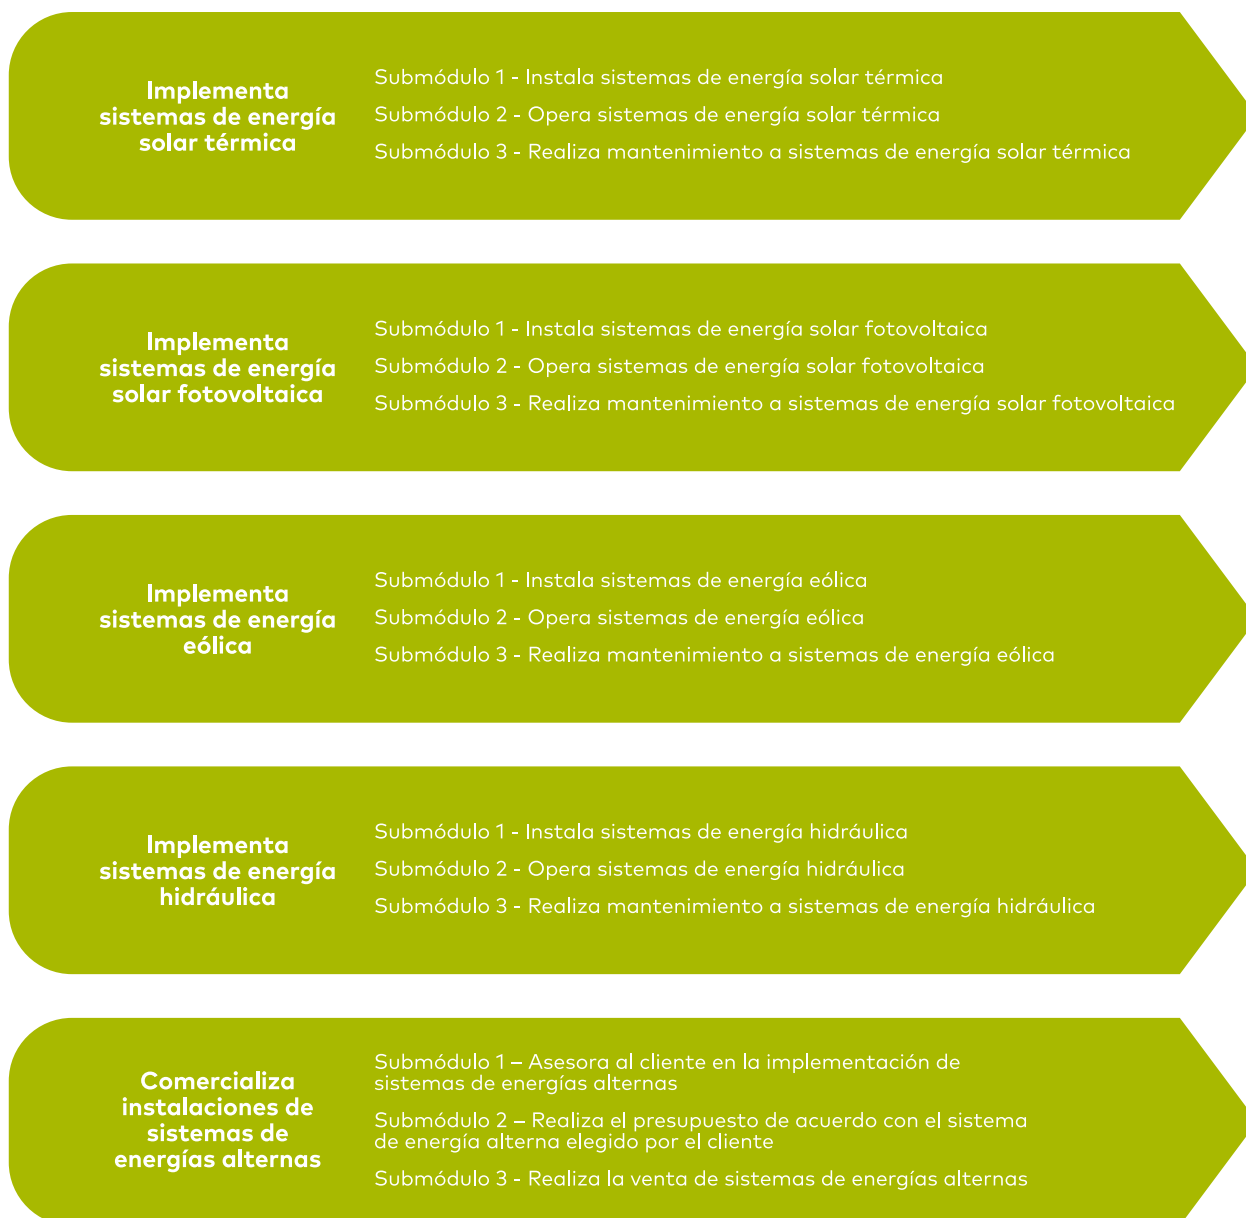 Implementa
sistemas de energía
solar térmica
Submódulo 1 - Instala sistemas de energía solar térmica
Submódulo 2 - Opera sistemas de energía solar térmica
Submódulo 3 - Realiza mantenimiento a sistemas de energía solar térmica
Implementa
sistemas de energía
solar fotovoltaica
Submódulo 1 - Instala sistemas de energía solar fotovoltaica
Submódulo 2 - Opera sistemas de energía solar fotovoltaica
Submódulo 3 - Realiza mantenimiento a sistemas de energía solar fotovoltaica
Implementa
sistemas de energía
eólica
Submódulo 1 - Instala sistemas de energía eólica
Submódulo 2 - Opera sistemas de energía eólica
Submódulo 3 - Realiza mantenimiento a sistemas de energía eólica
Implementa
sistemas de energía
hidráulica
Submódulo 1 - Instala sistemas de energía hidráulica
Submódulo 2 - Opera sistemas de energía hidráulica
Submódulo 3 - Realiza mantenimiento a sistemas de energía hidráulica
Comercializa
instalaciones de
sistemas de
energías alternas
Submódulo 1 – Asesora al cliente en la implementación de
sistemas de energías alternas
Submódulo 2 – Realiza el presupuesto de acuerdo con el sistema
de energía alterna elegido por el cliente
Submódulo 3 - Realiza la venta de sistemas de energías alternas